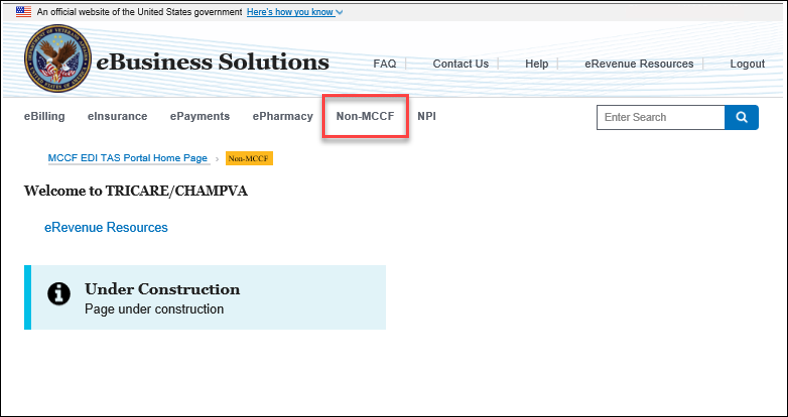 An official website of the United States government Here's how you know
eBusiness Solutions
FAQ Contact Us Help eRevenue Resources Logout
eBilling eInsurance ePayments ePharmacy Non-MCCF NPI Enter Search
MCCF EDI TAS Portal Home Page › Non-MCCF
Welcome to TRICARE/CHAMPVA
eRevenue Resources
Under Construction
Page under construction